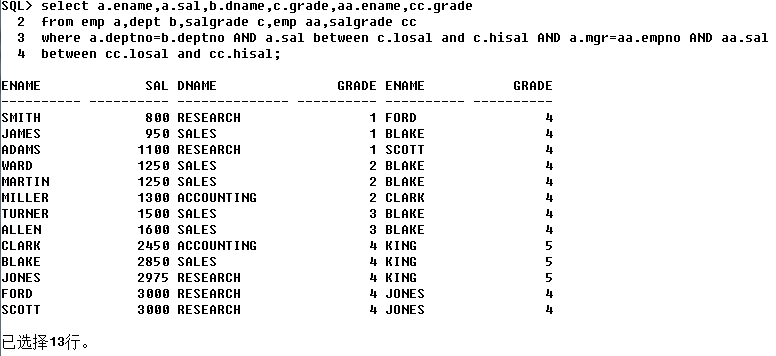 SQL> select a.ename,a.sal,b.dname,c.grade,aa.ename,cc.grade
2 from emp a,dept b,salgrade c,emp aa,salgrade cc
3 where a.deptno=b.deptno AND a.sal between c.losal and c.hisal AND a.mgr=aa.empno AND aa.sal
4 between cc.losal and cc.hisal;
ENAME SAL DNAME GRADE ENAME GRADE
---------- ---------- -------------- ---------- ---------- ----------
SMITH 800 RESEARCH 1 FORD 4
JAMES 950 SALES 1 BLAKE 4
ADAMS 1100 RESEARCH 1 SCOTT 4
WARD 1250 SALES 2 BLAKE 4
MARTIN 1250 SALES 2 BLAKE 4
MILLER 1300 ACCOUNTING 2 CLARK 4
TURNER 1500 SALES 3 BLAKE 4
ALLEN 1600 SALES 3 BLAKE 4
CLARK 2450 ACCOUNTING 4 KING 5
BLAKE 2850 SALES 4 KING 5
JONES 2975 RESEARCH 4 KING 5
FORD 3000 RESEARCH 4 JONES 4
SCOTT 3000 RESEARCH 4 JONES 4
已选择13行。